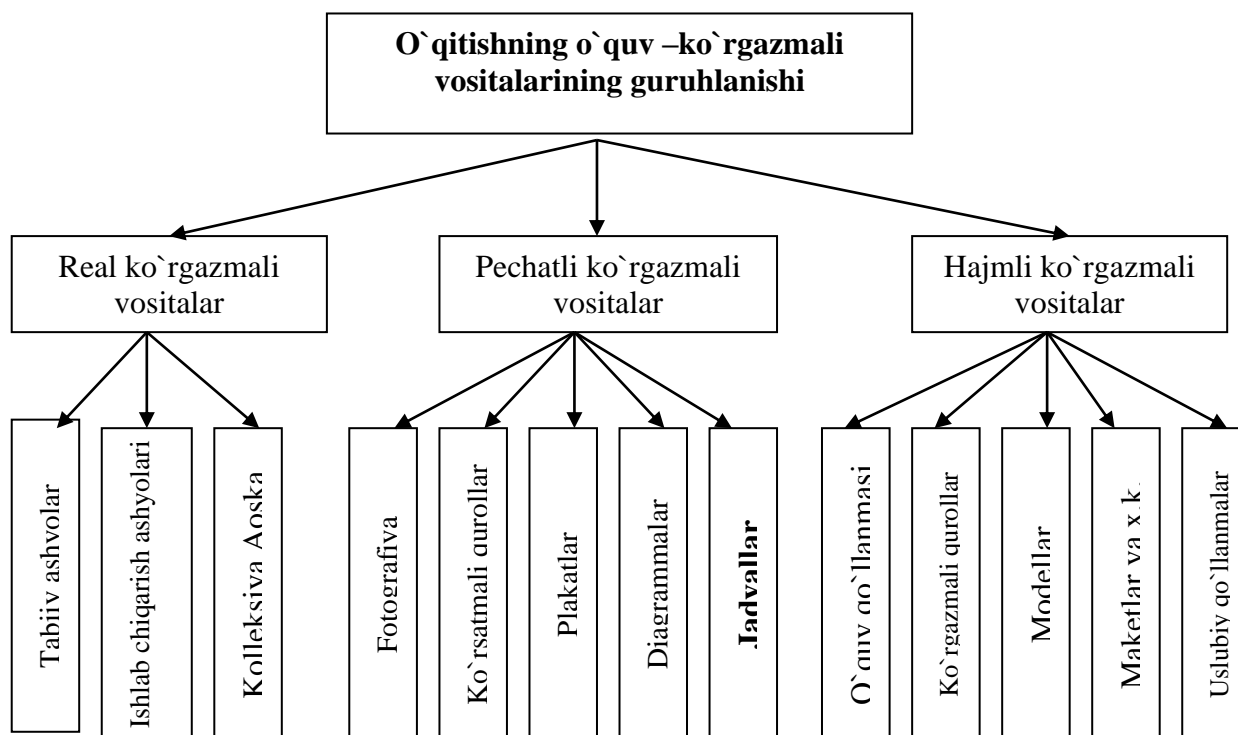 O`qitishning o`quv –ko`rgazmali
vositalarining guruhlanishi
Real ko`rgazmali
vositalar
Pechatli ko`rgazmali
vositalar
Hajmli ko`rgazmali
vositalar
Tabiiy ashyolar
Ishlab chiqarish ashyolari
Kolleksiya
Fotografiya
Ko`rsatmali qurollar
Plakatlar
Diagrammalar
Jadvallar
O`quv qo`llanmasi
Ko`rgazmali qurollar
Modellar
Maketlar va x.k.
Uslubiy qo`llanmalar